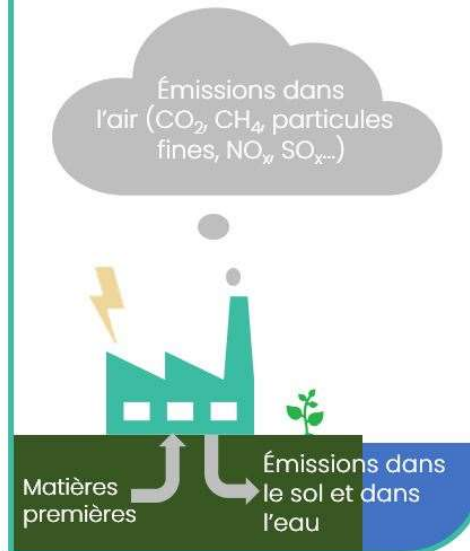 Émissions dans
l'air (CO₂, CH₄, particules
fines, NOₓ, SOₓ...)
Matières
premières
Émissions dans
le sol et dans
l'eau